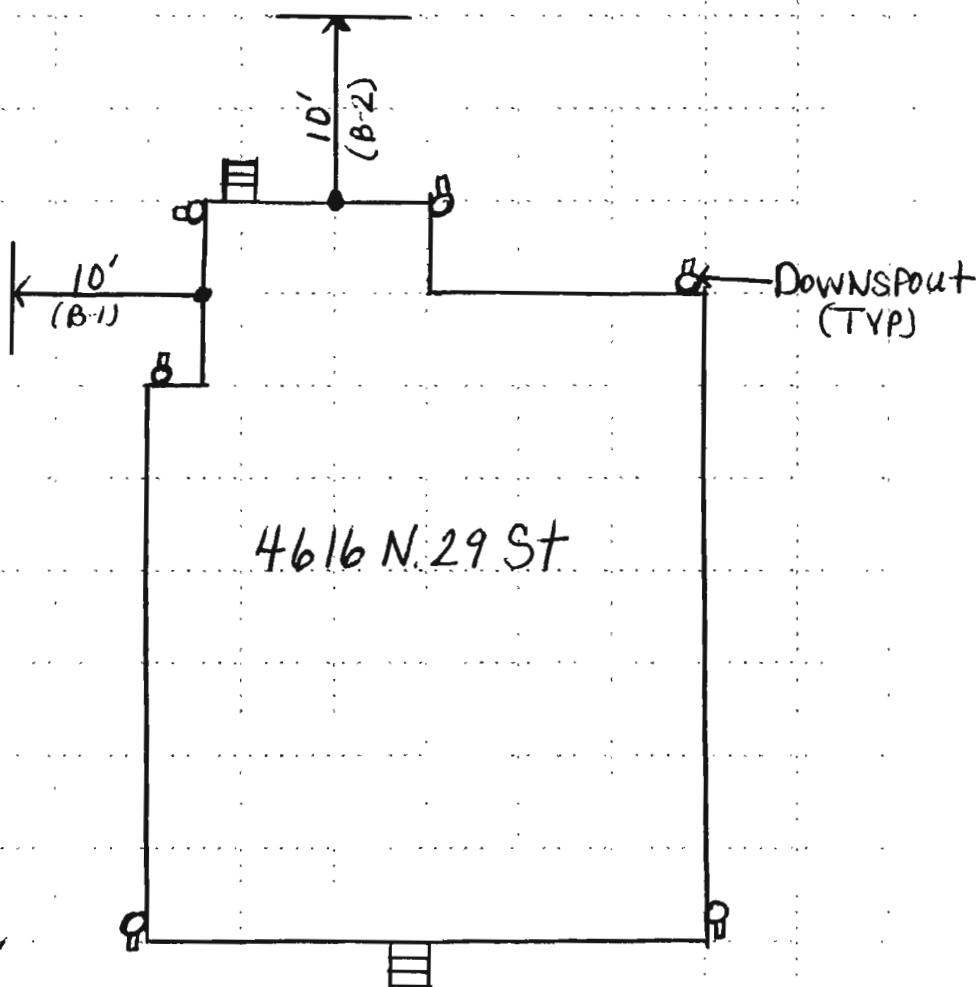 10'
(B-2)
10'
(B-1)
DOWNSPOUT
(TYP)
4616 N. 29 St